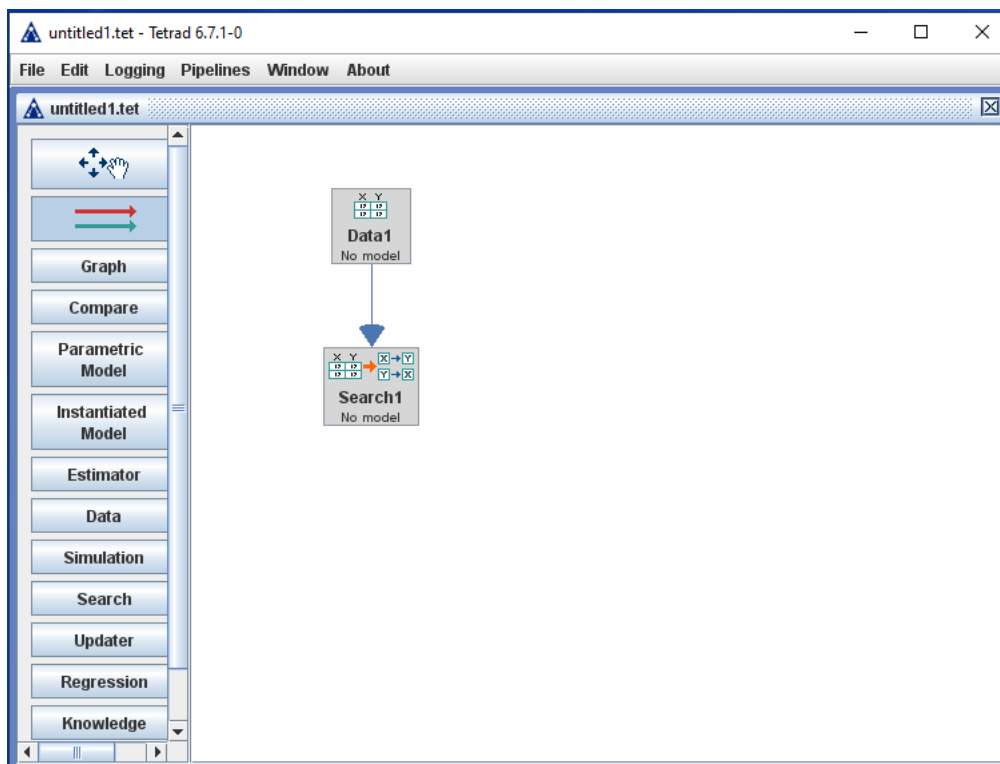 untitled1.tet - Tetrad 6.7.1-0
File Edit Logging Pipelines Window About
untitled1.tet
Graph
Compare
Parametric
Model
Instantiated
Model
Estimator
Data
Simulation
Search
Updater
Regression
Knowledge
X Y
Data1
No model
X Y
X Y
Y X
Search1
No model